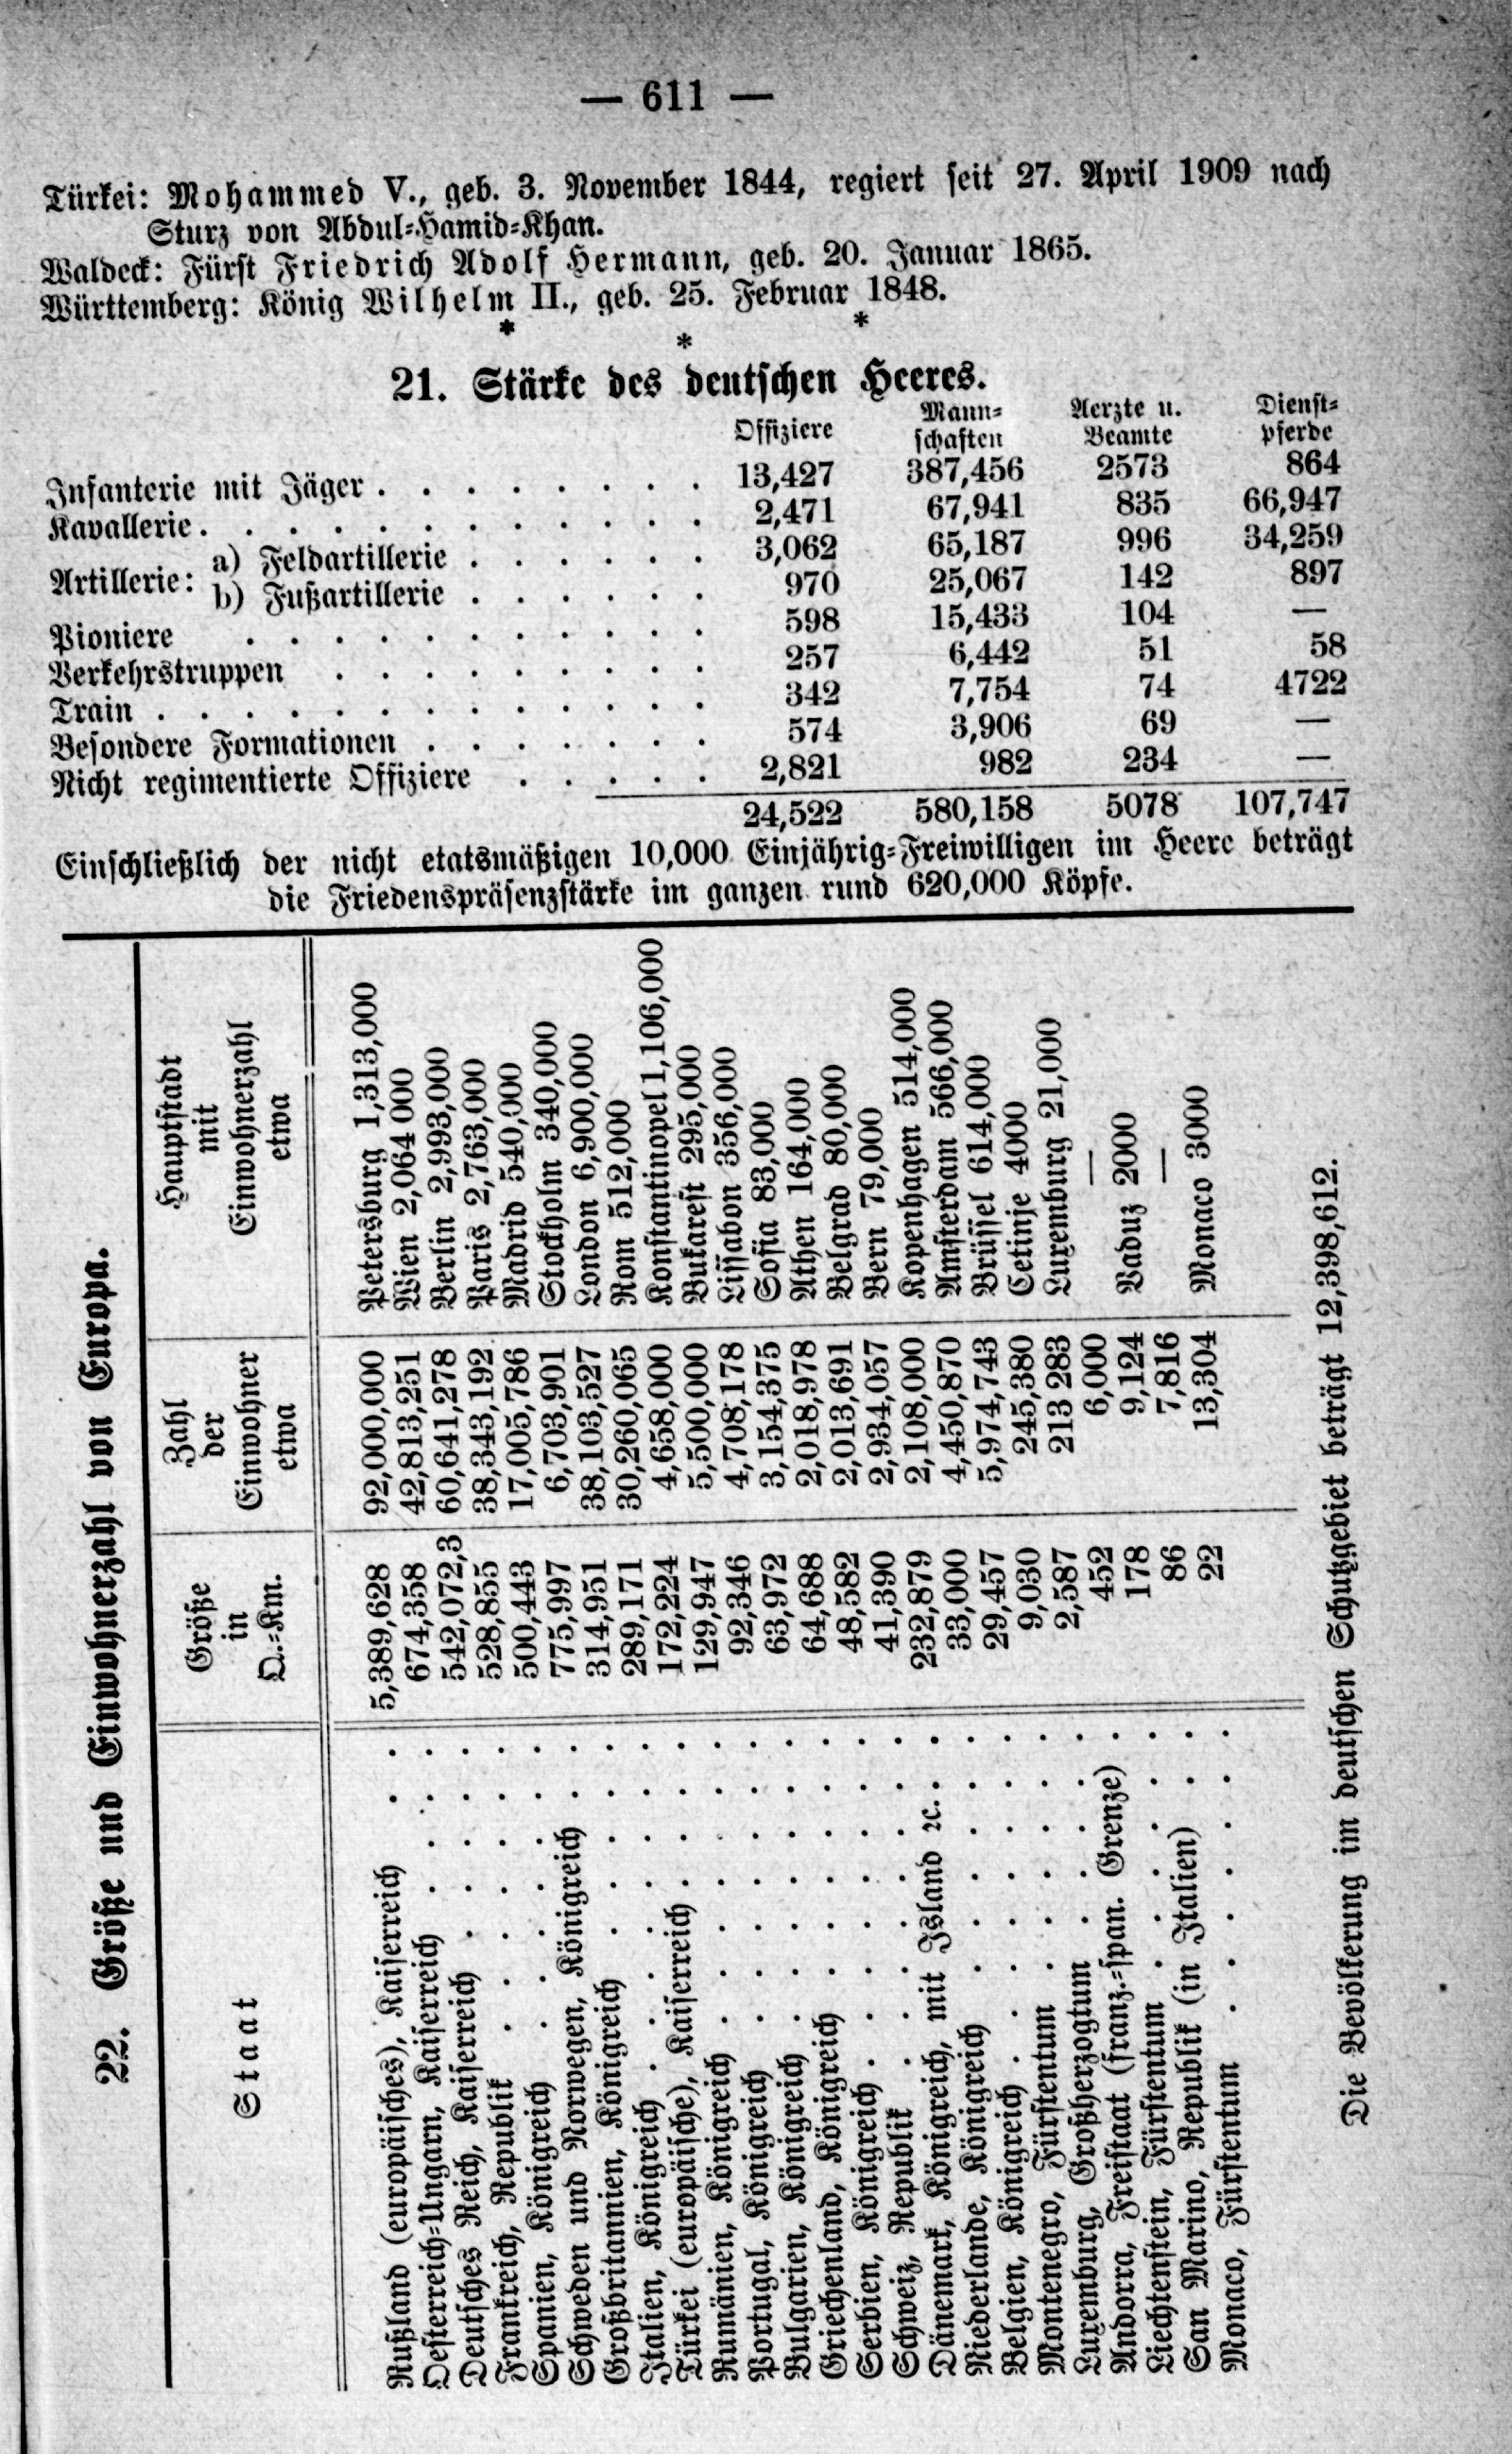 — 611 —
Türkei: Mohammed V., geb. 3. November 1844, regiert seit 27. April 1909 nach
Sturz von Abdul-Hamid-Khan.
Waldeck: Fürst Friedrich Adolf Hermann, geb. 20. Januar 1865.
Württemberg: König Wilhelm II., geb. 25. Februar 1848.
* * *
21. Stärke des deutschen Heeres.
Offiziere Mann- Aerzte u. Dienst-
schaften Beamte pferde
Infanterie mit Jäger . . . . . . . . 13,427 387,456 2573 864
Kavallerie . . . . . . . . . . . . 2,471 67,941 835 66,947
Artillerie: a) Feldartillerie . . . . . . 3,062 65,187 996 34,259
b) Fußartillerie . . . . . . 970 25,067 142 897
Pioniere . . . . . . . . . . . 598 15,433 104 —
Verkehrstruppen . . . . . . . . . 257 6,442 51 58
Train . . . . . . . . . . . . . 342 7,754 74 4722
Besondere Formationen . . . . . . . 574 3,906 69 —
Nicht regimentierte Offiziere . . . . . 2,821 982 234 —
24,522 580,158 5078 107,747
Einschließlich der nicht etatsmäßigen 10,000 Einjährig-Freiwilligen im Heere beträgt
die Friedenspräsenzstärke im ganzen rund 620,000 Köpfe.
22. Größe und Einwohnerzahl von Europa.
Staat Größe in Q.-Km. Zahl der Einwohner etwa Hauptstadt mit Einwohnerzahl etwa
Rußland (europäisches), Kaiserreich . . 5,389,628 92,000,000 Petersburg 1,313,000
Oesterreich-Ungarn, Kaiserreich . . . . 674,358 42,813,251 Wien 2,064 000
Deutsches Reich, Kaiserreich . . . . . 542,072,3 60,641,278 Berlin 2,993,000
Frankreich, Republik . . . . . . . 528,855 38,343,192 Paris 2,763,000
Spanien, Königreich . . . . . . . 500,443 17,005,786 Madrid 540,000
Schweden und Norwegen, Königreich . . 775,997 6,703,901 Stockholm 340,000
Großbritannien, Königreich . . . . . 314,951 38,103,527 London 6,900,000
Italien, Königreich . . . . . . . . 289,171 30,260,065 Rom 512,000
Türkei (europäische), Kaiserreich . . . . 172,224 4,658,000 Konstantinopel 1,106,000
Rumänien, Königreich . . . . . . . 129,947 5,500,000 Bukarest 295,000
Portugal, Königreich . . . . . . . 92,346 4,708,178 Lissabon 356,000
Bulgarien, Königreich . . . . . . . 63,972 3,154,375 Sofia 83,000
Griechenland, Königreich . . . . . . 64,688 2,018,978 Athen 164,000
Serbien, Königreich . . . . . . . . 48,582 2,013,691 Belgrad 80,000
Schweiz, Republik . . . . . . . . 41,390 2,934,057 Bern 79,000
Dänemark, Königreich, mit Island ꝛc. . . 232,879 2,108,000 Kopenhagen 514,000
Niederlande, Königreich . . . . . . 33,000 4,450,870 Amsterdam 566,000
Belgien, Königreich . . . . . . . . 29,457 5,974,743 Brüssel 614,000
Montenegro, Fürstentum . . . . . . 9,030 245,380 Cetinje 4000
Luxemburg, Großherzogtum . . . . . 2,587 213 283 Luxemburg 21,000
Andorra, Freistaat (franz.-span. Grenze) . 452 6,000 —
Liechtenstein, Fürstentum . . . . . . 178 9,124 Vaduz 2000
San Marino, Republik (in Italien) . . . 86 7,816 —
Monaco, Fürstentum . . . . . . . 22 13,304 Monaco 3000
Die Bevölkerung im deutschen Schutzgebiet beträgt 12,398,612.